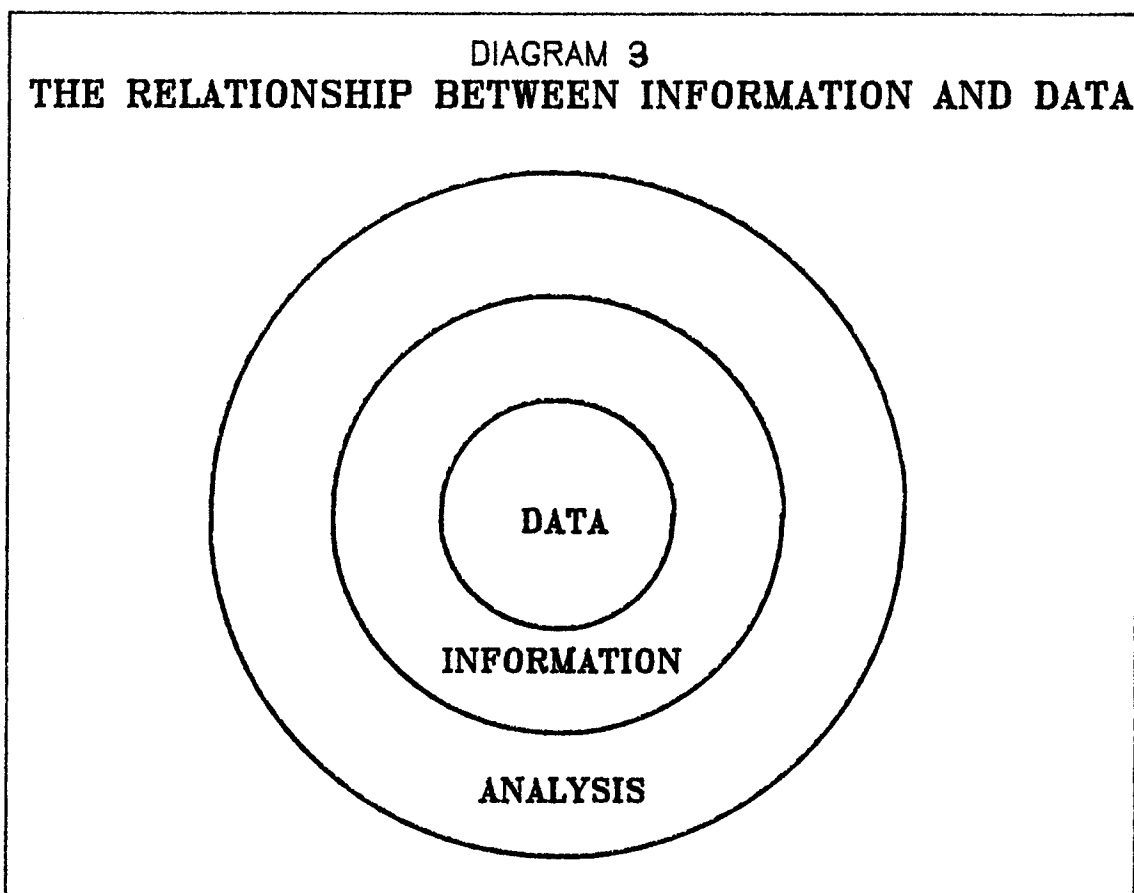 DIAGRAM 3
THE RELATIONSHIP BETWEEN INFORMATION AND DATA
DATA
INFORMATION
ANALYSIS